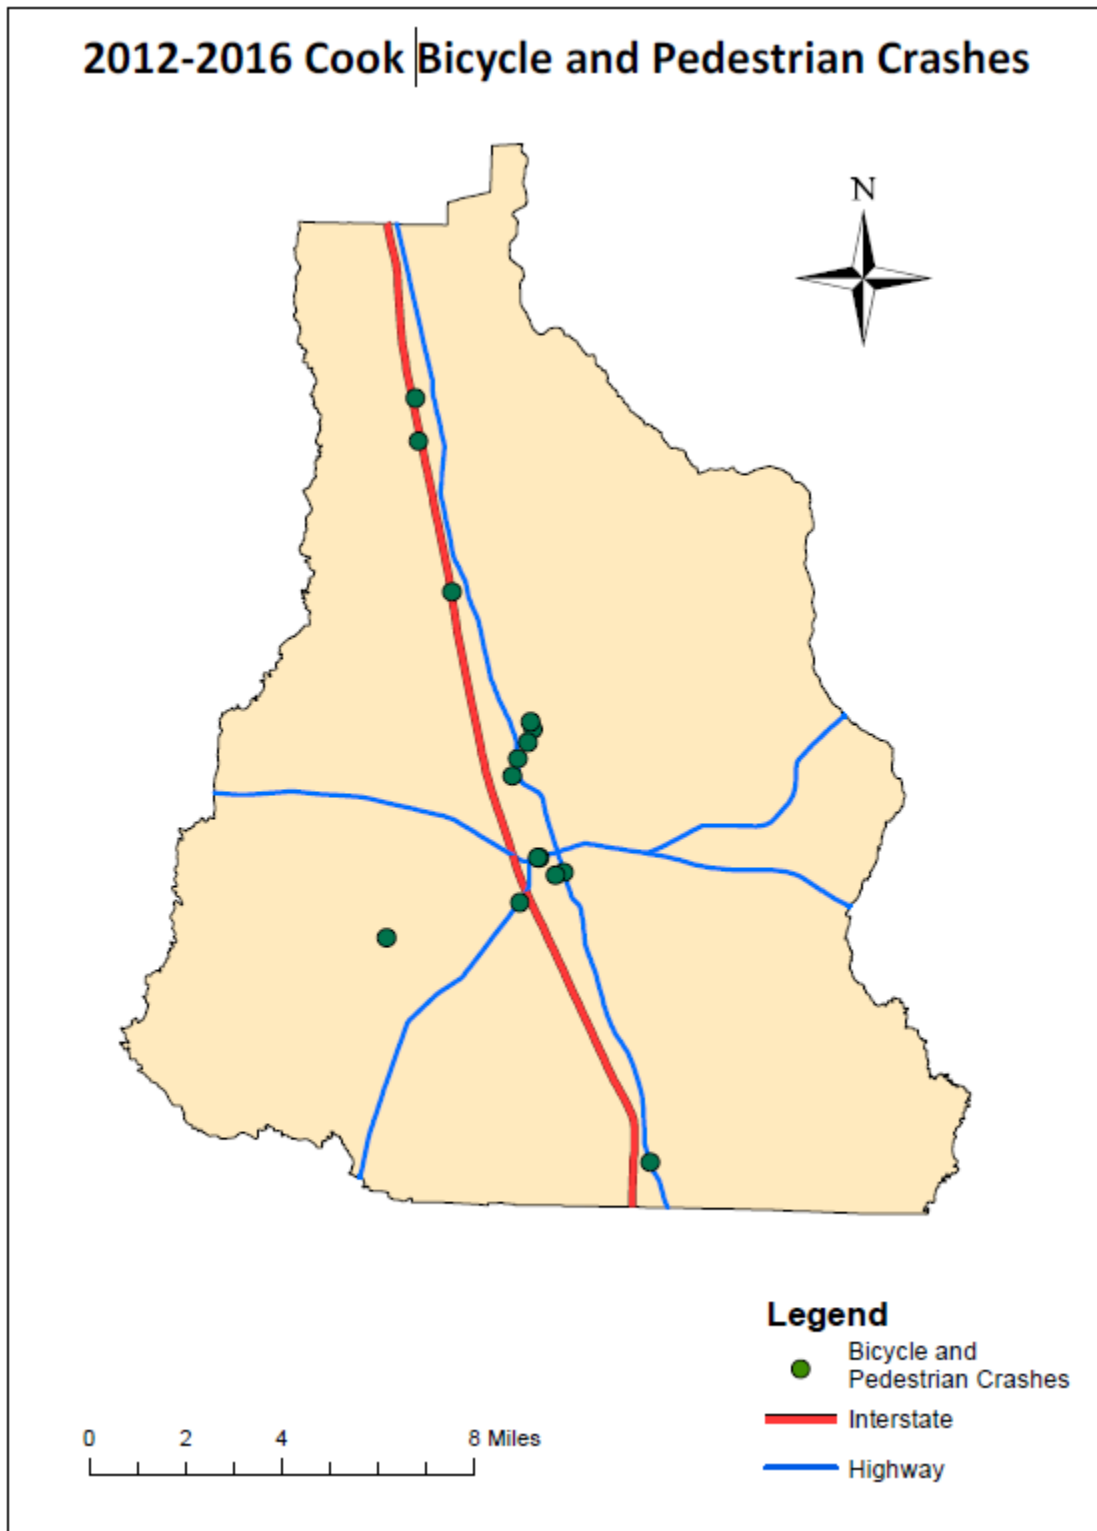 2012-2016 Cook Bicycle and Pedestrian Crashes
N
Legend
Bicycle and
Pedestrian Crashes
Interstate
Highway
0 2 4 8 Miles